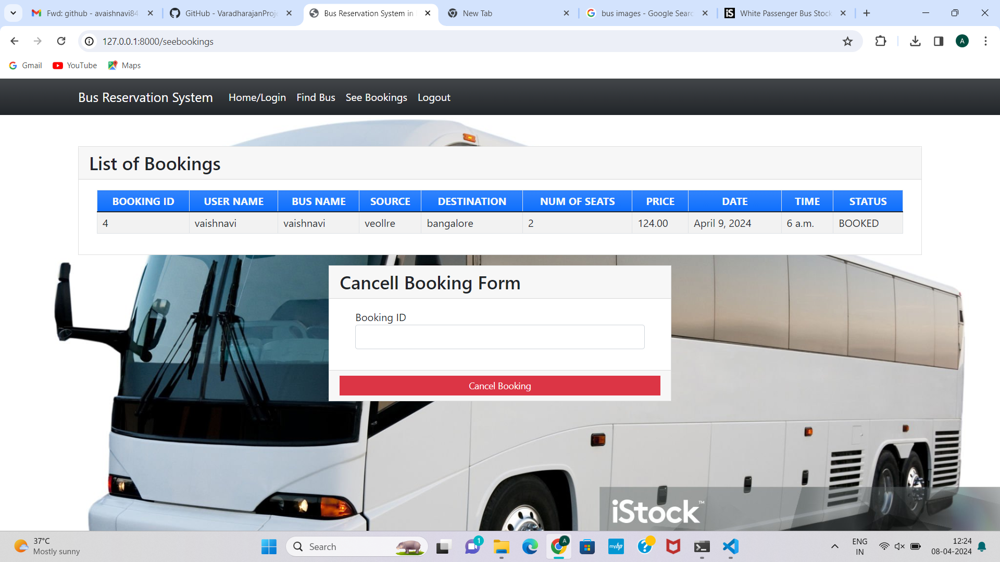 Fwd: github - avaishnavi84
GitHub - VaradharajanProje
Bus Reservation System in
New Tab
bus images - Google Searc
iS
White Passenger Bus Stock
127.0.0.1:8000/seebookings
A
Gmail
YouTube
Maps
Bus Reservation System
Home/Login
Find Bus
See Bookings
Logout
List of Bookings
BOOKING ID USER NAME BUS NAME SOURCE DESTINATION NUM OF SEATS PRICE DATE TIME STATUS
4 vaishnavi vaishnavi veollre bangalore 2 124.00 April 9, 2024 6 a.m. BOOKED
Cancell Booking Form
Booking ID
Cancel Booking
iStock™
37°C
Mostly sunny
Search
1
A
myhp
?
ENG
IN
12:24
08-04-2024